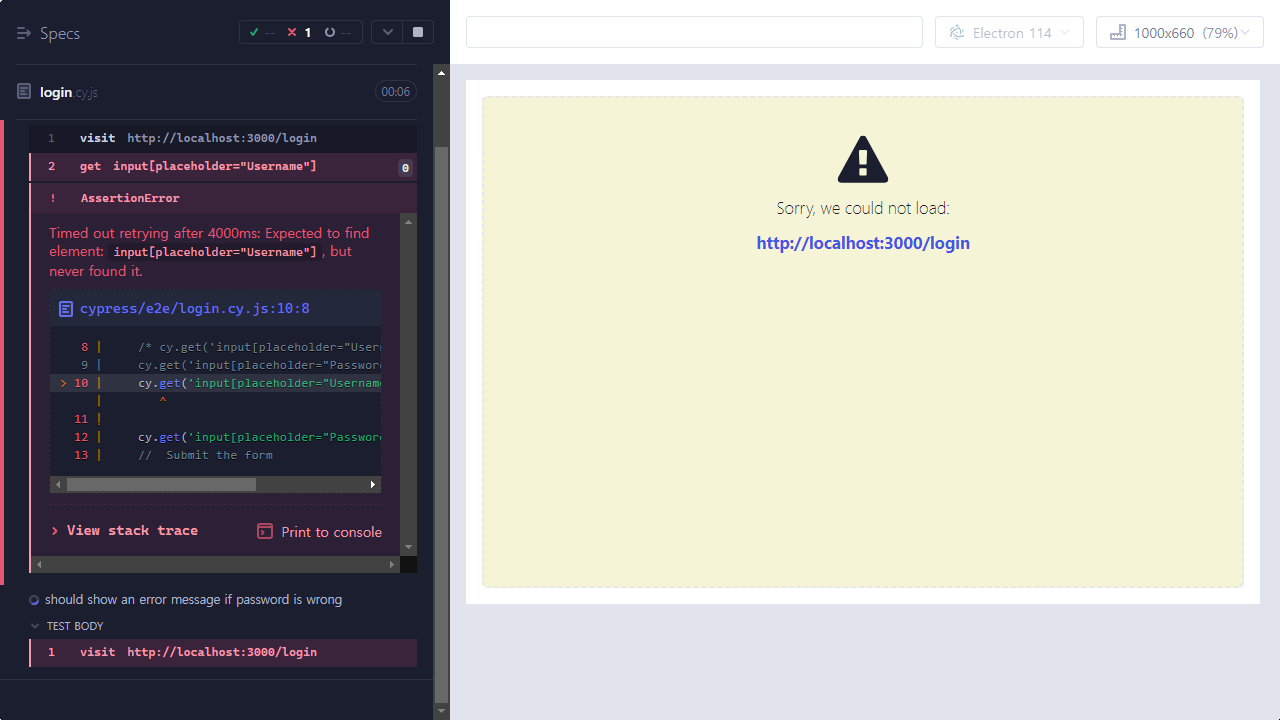 Specs
-- 1 --
Electron 114
1000x660 (79%)
login.cy.js
00:06
1 visit http://localhost:3000/login
2 get input[placeholder="Username"] 0
! AssertionError
Timed out retrying after 4000ms: Expected to find
element: input[placeholder="Username"], but
never found it.
cypress/e2e/login.cy.js:10:8
8 | /* cy.get('input[placeholder="User
9 | cy.get('input[placeholder="Passwor
> 10 | cy.get('input[placeholder="Username
| ^
11 |
12 | cy.get('input[placeholder="Passwor
13 | // Submit the form
> View stack trace
Print to console
should show an error message if password is wrong
TEST BODY
1 visit http://localhost:3000/login
Sorry, we could not load:
http://localhost:3000/login